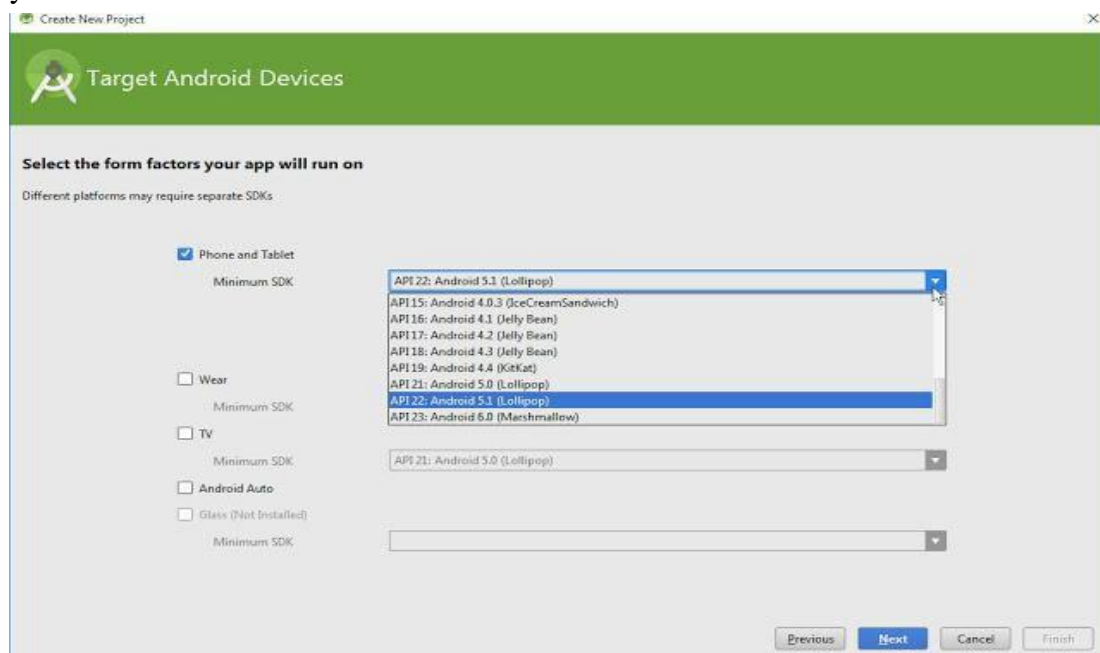 y
Create New Project
Target Android Devices
Select the form factors your app will run on
Different platforms may require separate SDKs
Phone and Tablet
Minimum SDK
API 22: Android 5.1 (Lollipop)
API 15: Android 4.0.3 (IceCreamSandwich)
API 16: Android 4.1 (Jelly Bean)
API 17: Android 4.2 (Jelly Bean)
API 18: Android 4.3 (Jelly Bean)
API 19: Android 4.4 (KitKat)
API 21: Android 5.0 (Lollipop)
API 22: Android 5.1 (Lollipop)
API 23: Android 6.0 (Marshmallow)
Wear
Minimum SDK
TV
Minimum SDK
API 21: Android 5.0 (Lollipop)
Android Auto
Glass (Not Installed)
Minimum SDK
Previous
Next
Cancel
Finish